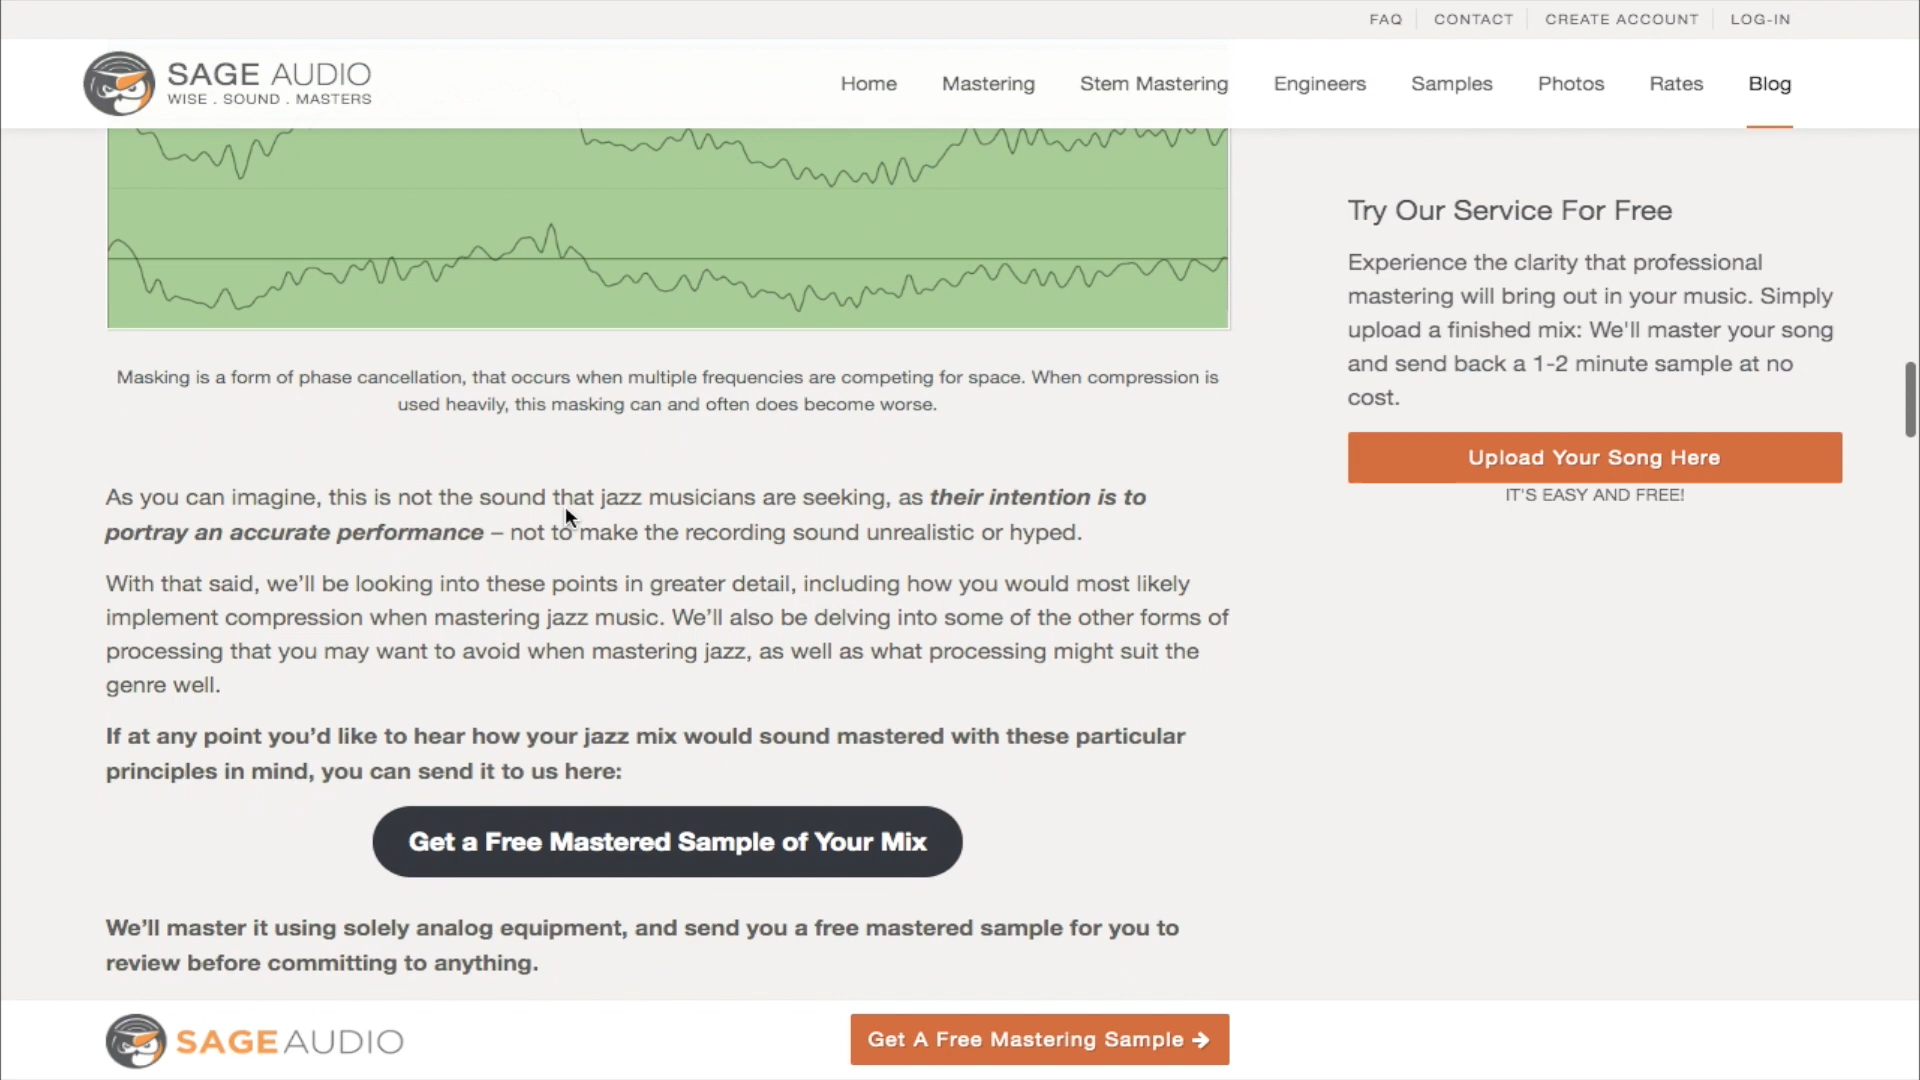 FAQ CONTACT CREATE ACCOUNT LOG-IN
SAGE AUDIO
WISE . SOUND . MASTERS
Home Mastering Stem Mastering Engineers Samples Photos Rates Blog
Masking is a form of phase cancellation, that occurs when multiple frequencies are competing for space. When compression is
used heavily, this masking can and often does become worse.
As you can imagine, this is not the sound that jazz musicians are seeking, as their intention is to
portray an accurate performance – not to make the recording sound unrealistic or hyped.
With that said, we’ll be looking into these points in greater detail, including how you would most likely
implement compression when mastering jazz music. We’ll also be delving into some of the other forms of
processing that you may want to avoid when mastering jazz, as well as what processing might suit the
genre well.
If at any point you’d like to hear how your jazz mix would sound mastered with these particular
principles in mind, you can send it to us here:
Get a Free Mastered Sample of Your Mix
We’ll master it using solely analog equipment, and send you a free mastered sample for you to
review before committing to anything.
Try Our Service For Free
Experience the clarity that professional
mastering will bring out in your music. Simply
upload a finished mix: We'll master your song
and send back a 1-2 minute sample at no
cost.
Upload Your Song Here
IT'S EASY AND FREE!
SAGE AUDIO
Get A Free Mastering Sample →